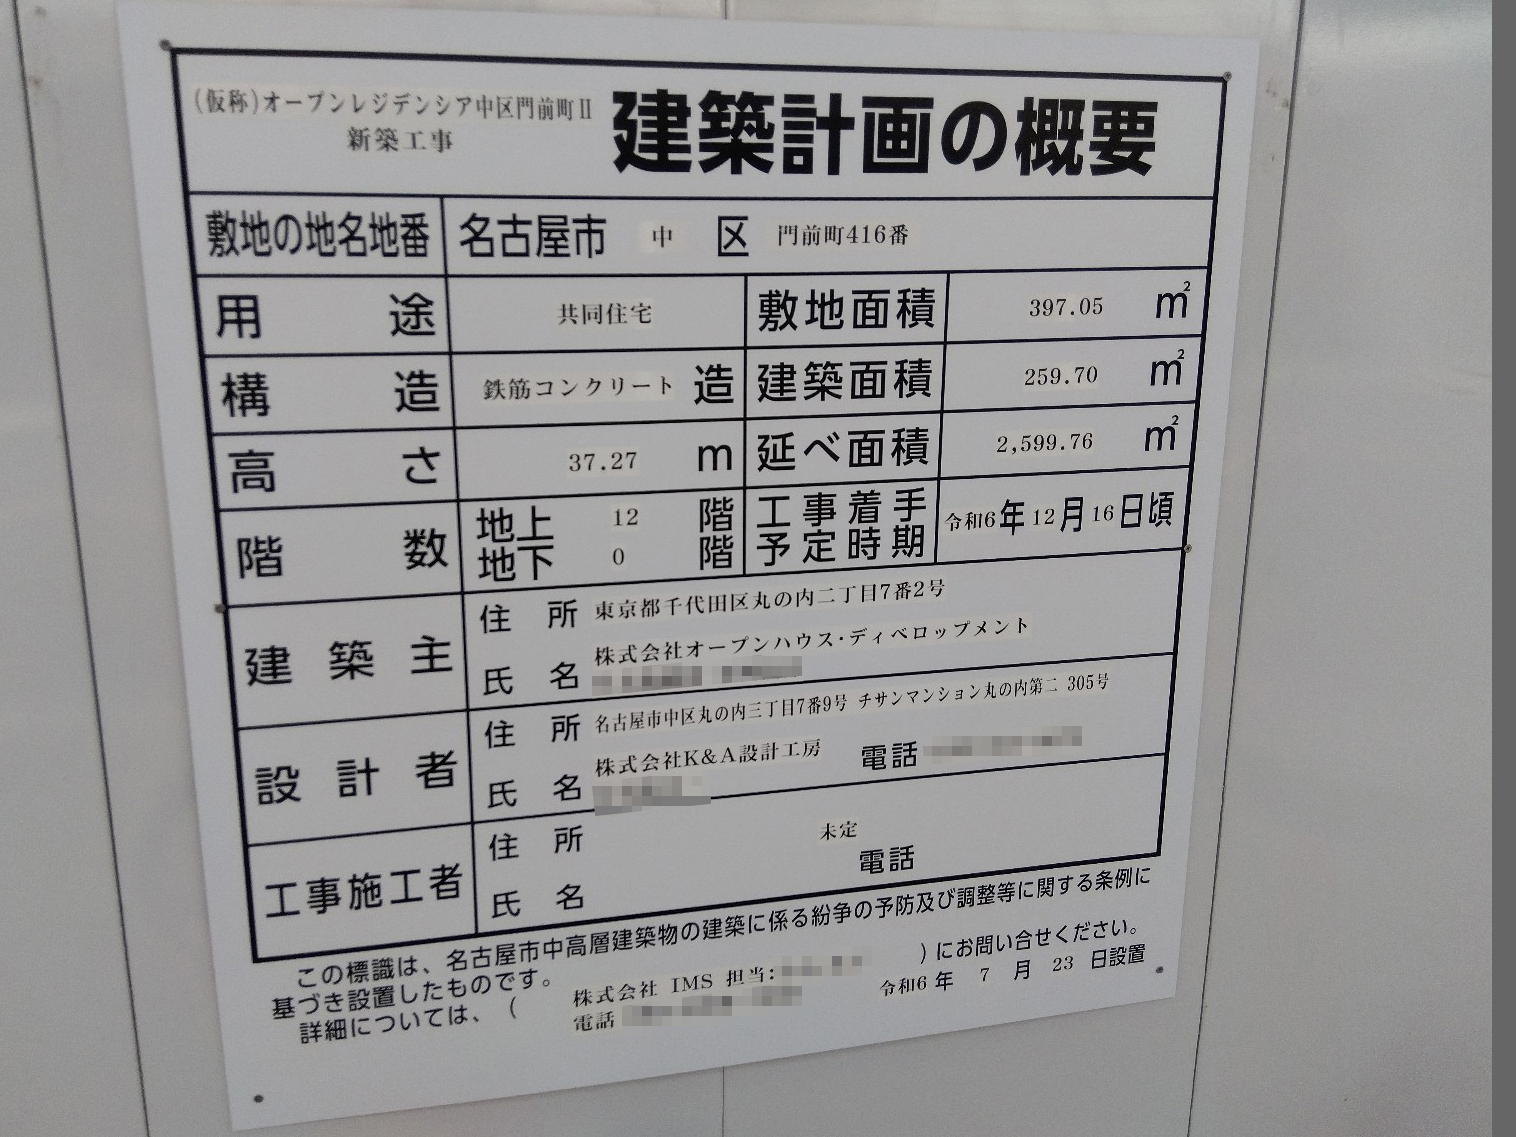 (仮称)オープンレジデンシア中区門前町Ⅱ
新築工事
建築計画の概要
敷地の地名地番 名古屋市 中 区 門前町416番
用途 共同住宅 敷地面積 397.05 ㎡
構造 鉄筋コンクリート 造 建築面積 259.70 ㎡
高さ 37.27 m 延べ面積 2,599.76 ㎡
階数 地上 12 階 工事着手 令和6年12月16日頃
地下 0 階 予定時期
建築主 住所 東京都千代田区丸の内二丁目7番2号
氏名 株式会社オープンハウス・ディベロップメント
設計者 住所 名古屋市中区丸の内三丁目7番9号 チサンマンション丸の内第二 305号
氏名 株式会社K&A設計工房 電話
工事施工者 住所 未定
氏名 電話
この標識は、名古屋市中高層建築物の建築に係る紛争の予防及び調整等に関する条例に
基づき設置したものです。
詳細については、( 株式会社 IMS 担当: )にお問い合せください。
電話 令和6年 7月 23日設置